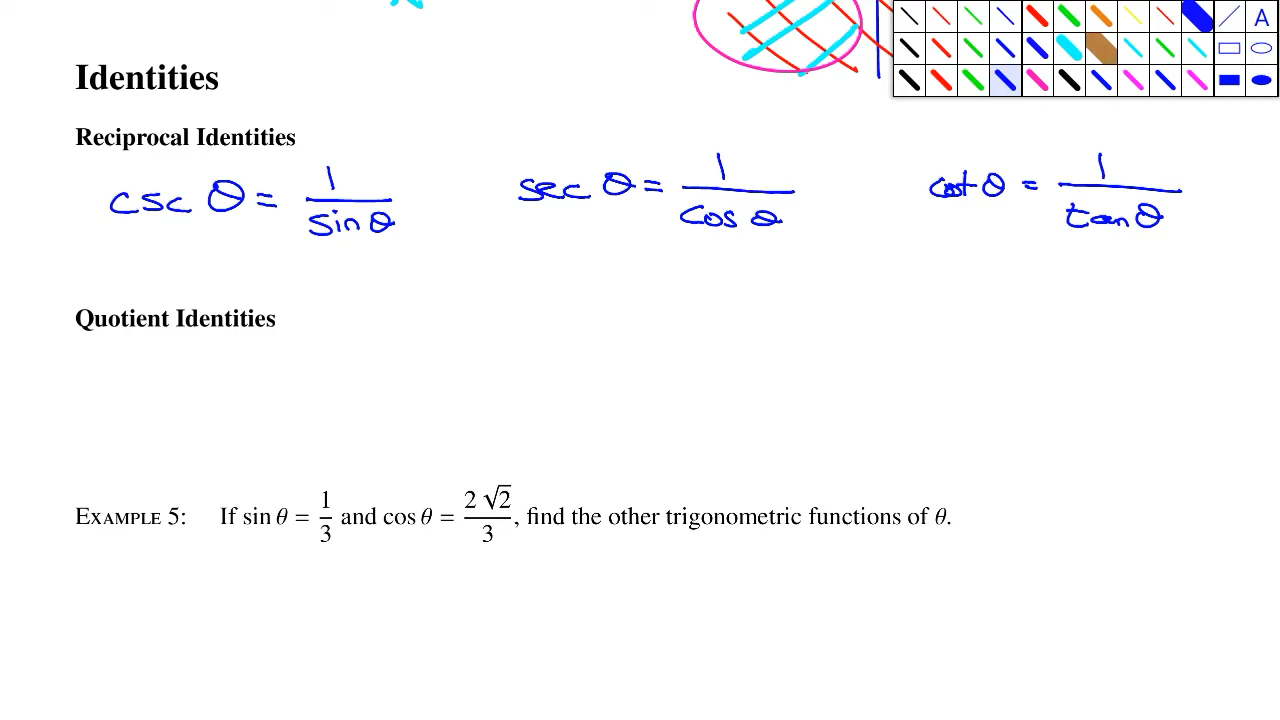 A
Identities
Reciprocal Identities
csc θ = 1/sin θ    sec θ = 1/cos θ    cot θ = 1/tan θ
Quotient Identities
Example 5: If sin θ = 1/3 and cos θ = 2√2/3, find the other trigonometric functions of θ.